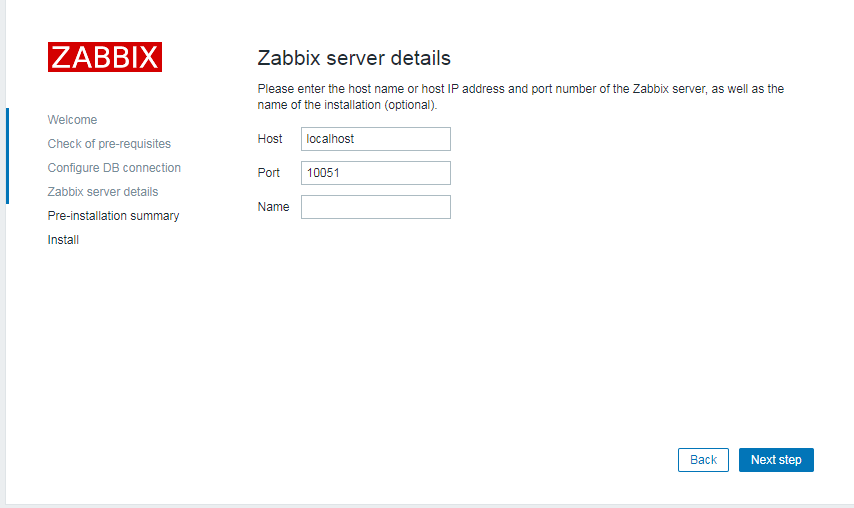 ZABBIX
Welcome
Check of pre-requisites
Configure DB connection
Zabbix server details
Pre-installation summary
Install
Zabbix server details
Please enter the host name or host IP address and port number of the Zabbix server, as well as the
name of the installation (optional).
Host localhost
Port 10051
Name
Back Next step